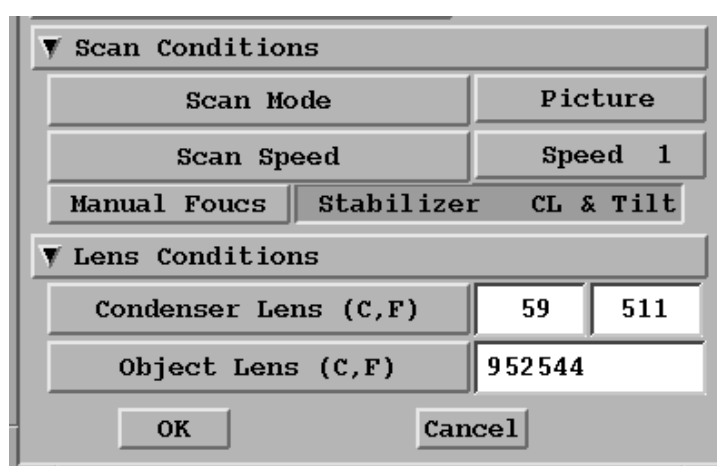 Scan Conditions
Scan Mode Picture
Scan Speed Speed 1
Manual Foucs Stabilizer CL & Tilt
Lens Conditions
Condenser Lens (C,F) 59 511
Object Lens (C,F) 952544
OK Cancel